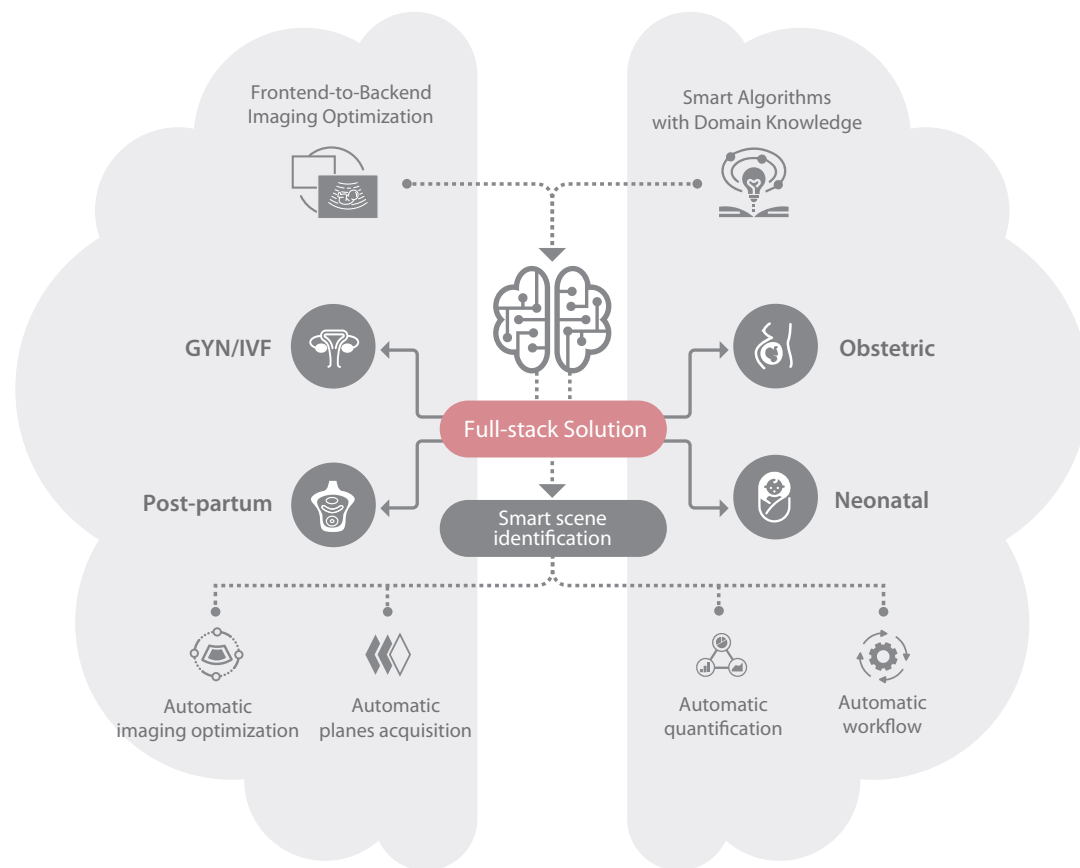 Frontend-to-Backend
Imaging Optimization
Smart Algorithms
with Domain Knowledge
GYN/IVF
Obstetric
Full-stack Solution
Post-partum
Neonatal
Smart scene
identification
Automatic
imaging optimization
Automatic
planes acquisition
Automatic
quantification
Automatic
workflow